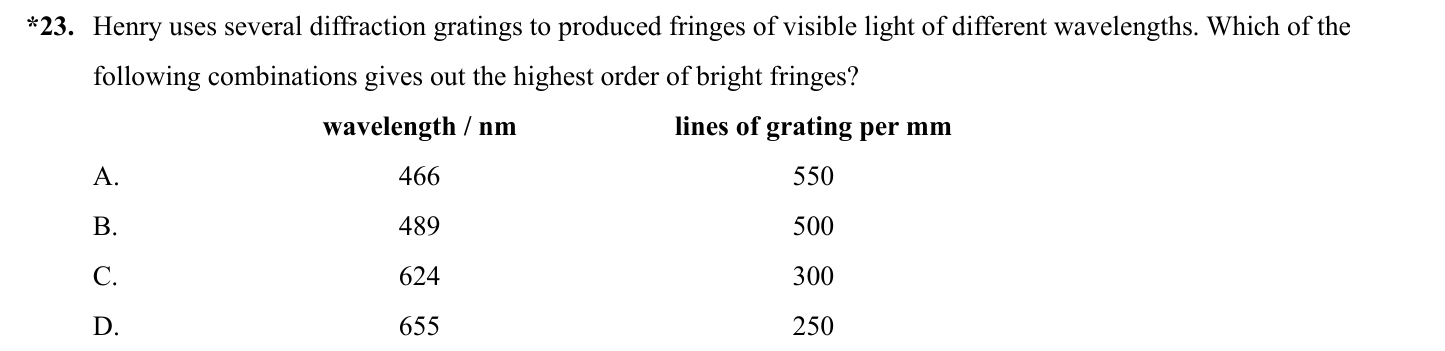 *23. Henry uses several diffraction gratings to produced fringes of visible light of different wavelengths. Which of the
following combinations gives out the highest order of bright fringes?
wavelength / nm lines of grating per mm
A. 466 550
B. 489 500
C. 624 300
D. 655 250